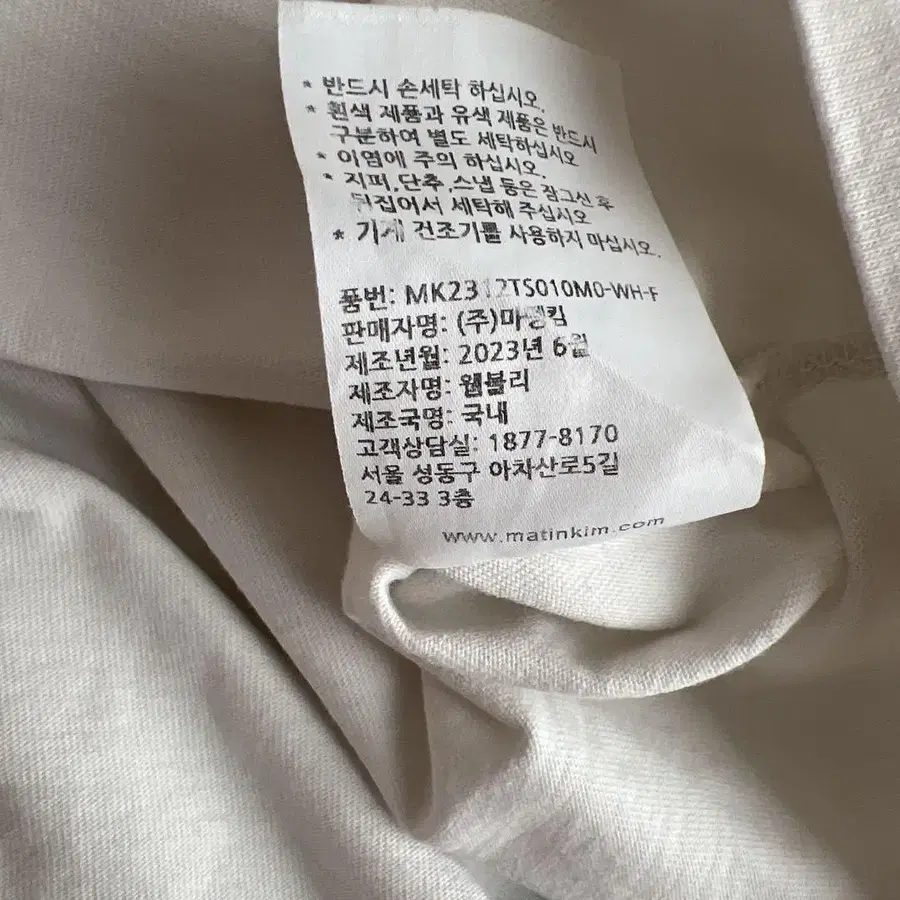 * 반드시 손세탁 하십시오.
* 흰색 제품과 유색 제품은 반드시
구분하여 별도 세탁하십시오
* 이염에 주의 하십시오.
* 지퍼,단추,스냅 등은 잠그신 후
뒤집어서 세탁해 주십시오
* 기계 건조기를 사용하지 마십시오.
품번: MK2312TS010M0-WH-F
판매자명: (주)마뗑킴
제조년월: 2023년 6월
제조자명: 웬블리
제조국명: 국내
고객상담실: 1877-8170
서울 성동구 아차산로5길
24-33 3층
www.matinkim.com